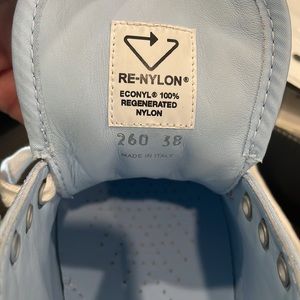 RE-NYLON®
ECONYL® 100%
REGENERATED
NYLON
260 38
MADE IN ITALY